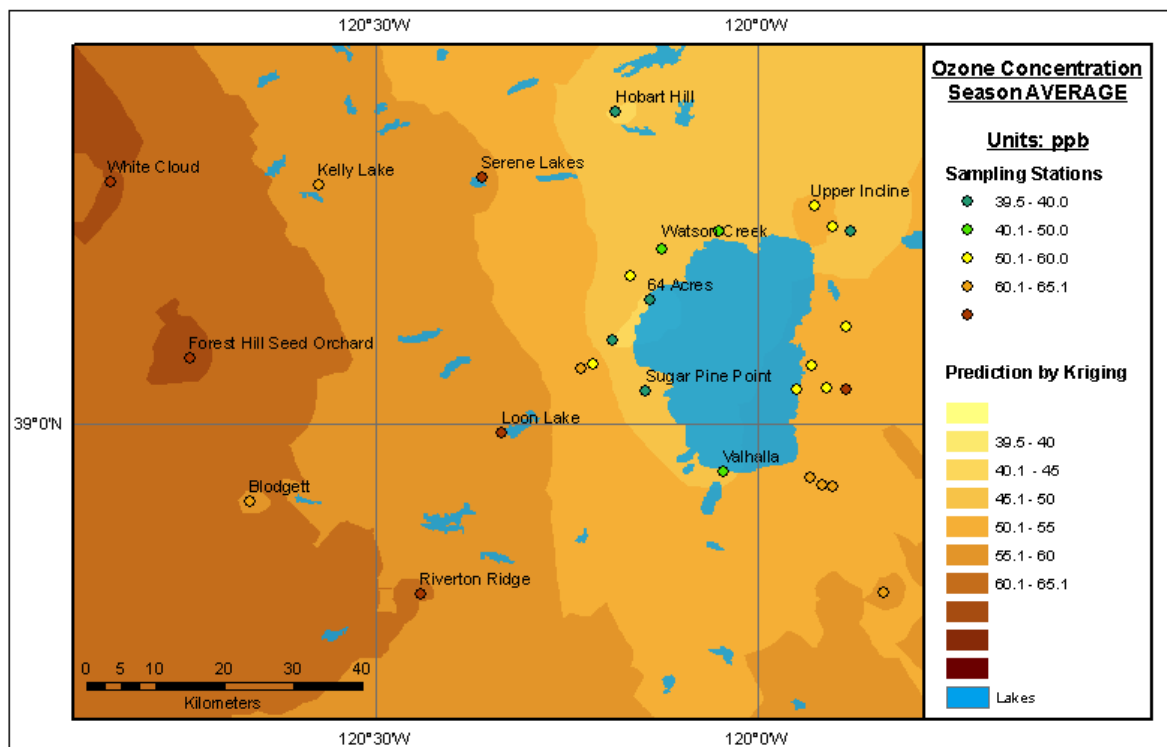 120°30'W 120°0'W
Ozone Concentration
Season AVERAGE
Units: ppb
Sampling Stations
39.5 - 40.0
40.1 - 50.0
50.1 - 60.0
60.1 - 65.1
Prediction by Kriging
39.5 - 40
40.1 - 45
45.1 - 50
50.1 - 55
55.1 - 60
60.1 - 65.1
Lakes
Hobart Hill
White Cloud
Kelly Lake
Serene Lakes
Upper Incline
Watson Creek
64 Acres
Forest Hill Seed Orchard
Sugar Pine Point
Loon Lake
39°0'N
Valhalla
Blodgett
Riverton Ridge
0 5 10 20 30 40
Kilometers
120°30'W 120°0'W